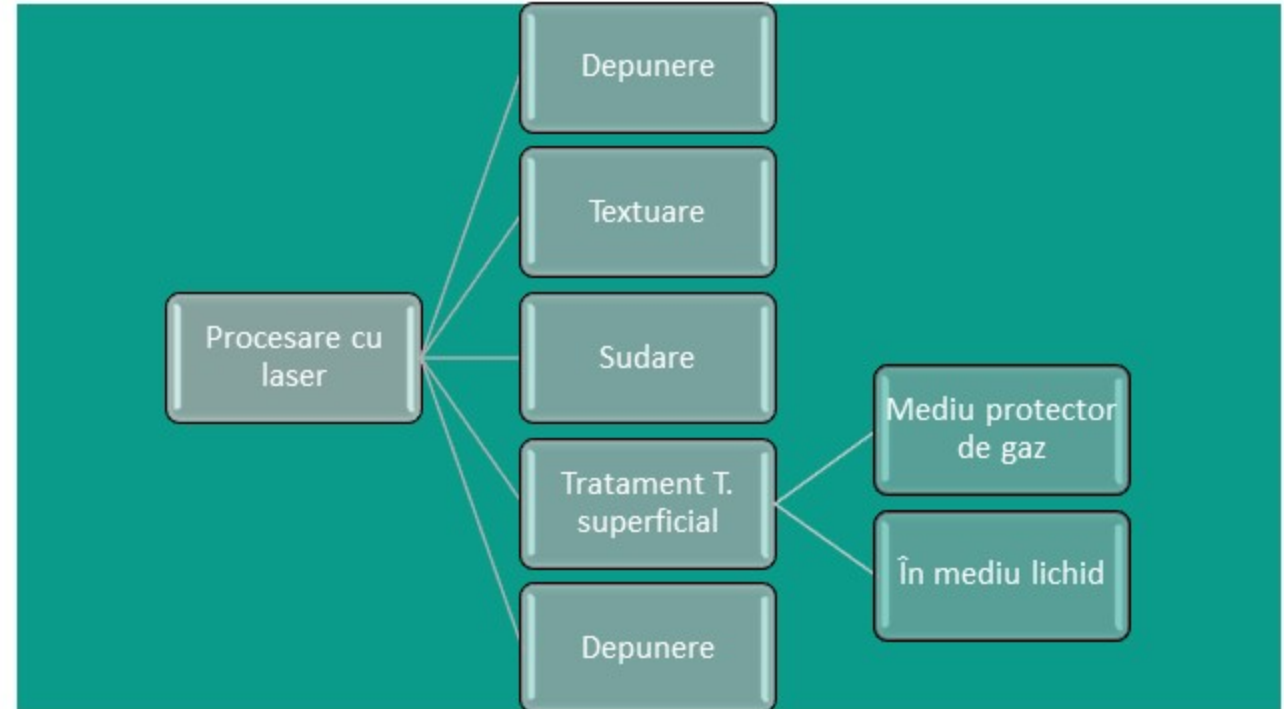 Depunere
Textuare
Procesare cu
laser
Sudare
Mediu protector
de gaz
Tratament T.
superficial
În mediu lichid
Depunere